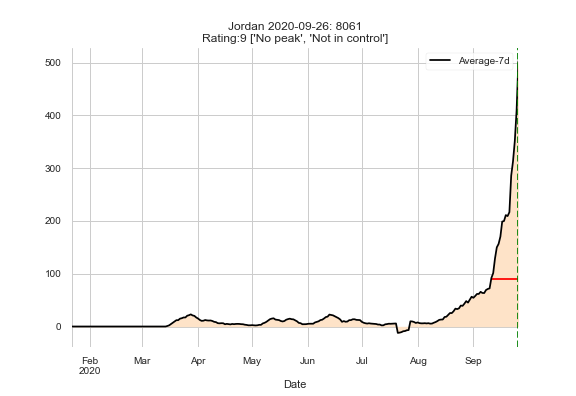 Jordan 2020-09-26: 8061
Rating:9 ['No peak', 'Not in control']
Average-7d
500
400
300
200
100
0
Feb Mar Apr May Jun Jul Aug Sep
2020
Date